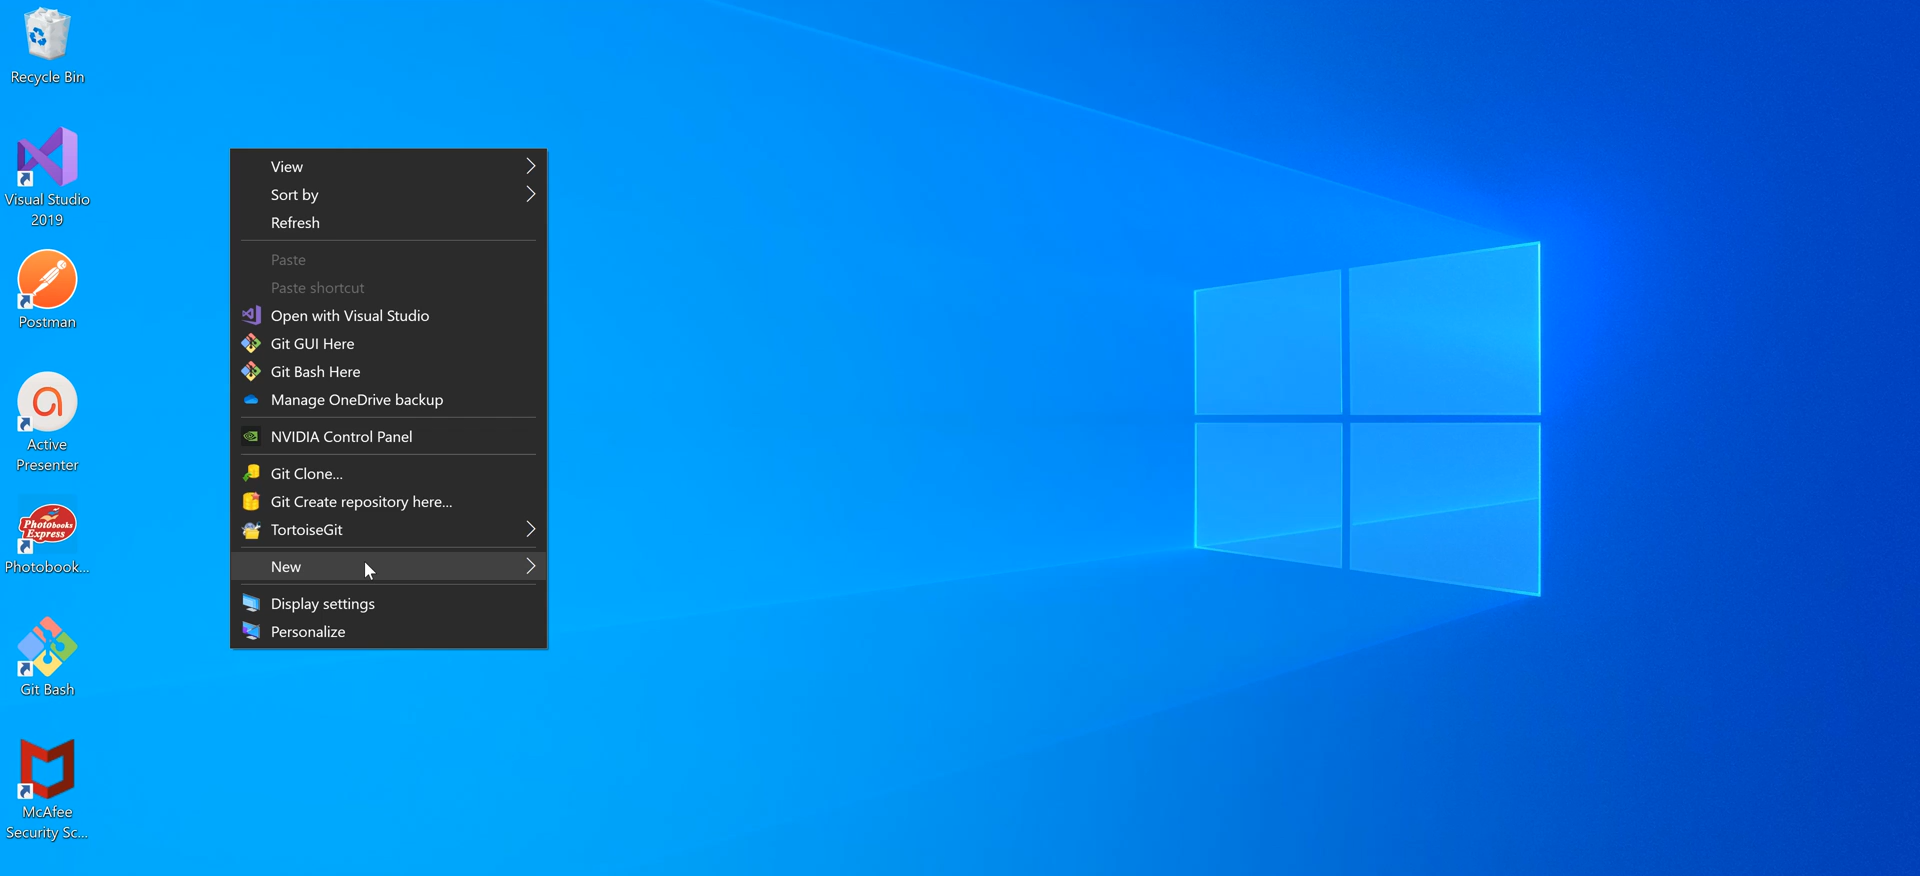 Recycle Bin
Visual Studio
2019
Postman
Active
Presenter
Photobooks
Express
Photobook...
Git Bash
McAfee
Security Sc...
View
Sort by
Refresh
Paste
Paste shortcut
Open with Visual Studio
Git GUI Here
Git Bash Here
Manage OneDrive backup
NVIDIA Control Panel
Git Clone...
Git Create repository here...
TortoiseGit
New
Display settings
Personalize